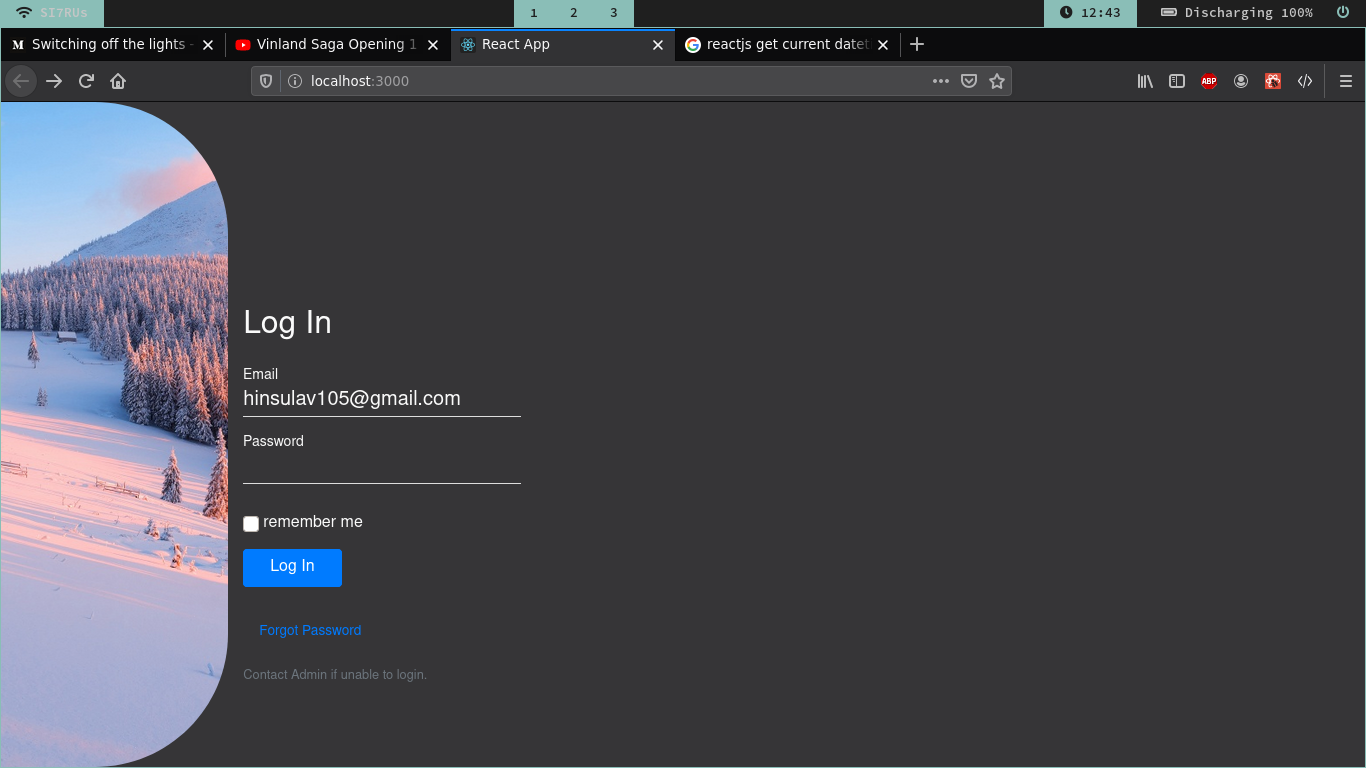 SI7RUs
1 2 3
12:43
Discharging 100%
Switching off the lights -
Vinland Saga Opening 1
React App
reactjs get current datet
localhost:3000
ABP
Log In
Email
hinsulav105@gmail.com
Password
remember me
Log In
Forgot Password
Contact Admin if unable to login.